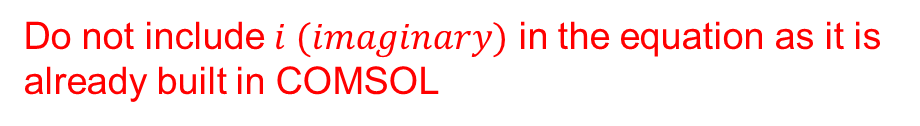 Do not include i (imaginary) in the equation as it is
already built in COMSOL